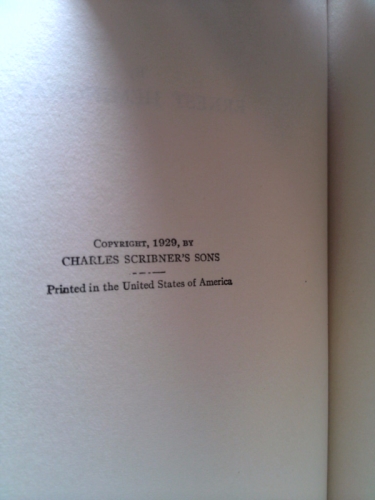 Copyright, 1929, by
CHARLES SCRIBNER'S SONS
Printed in the United States of America